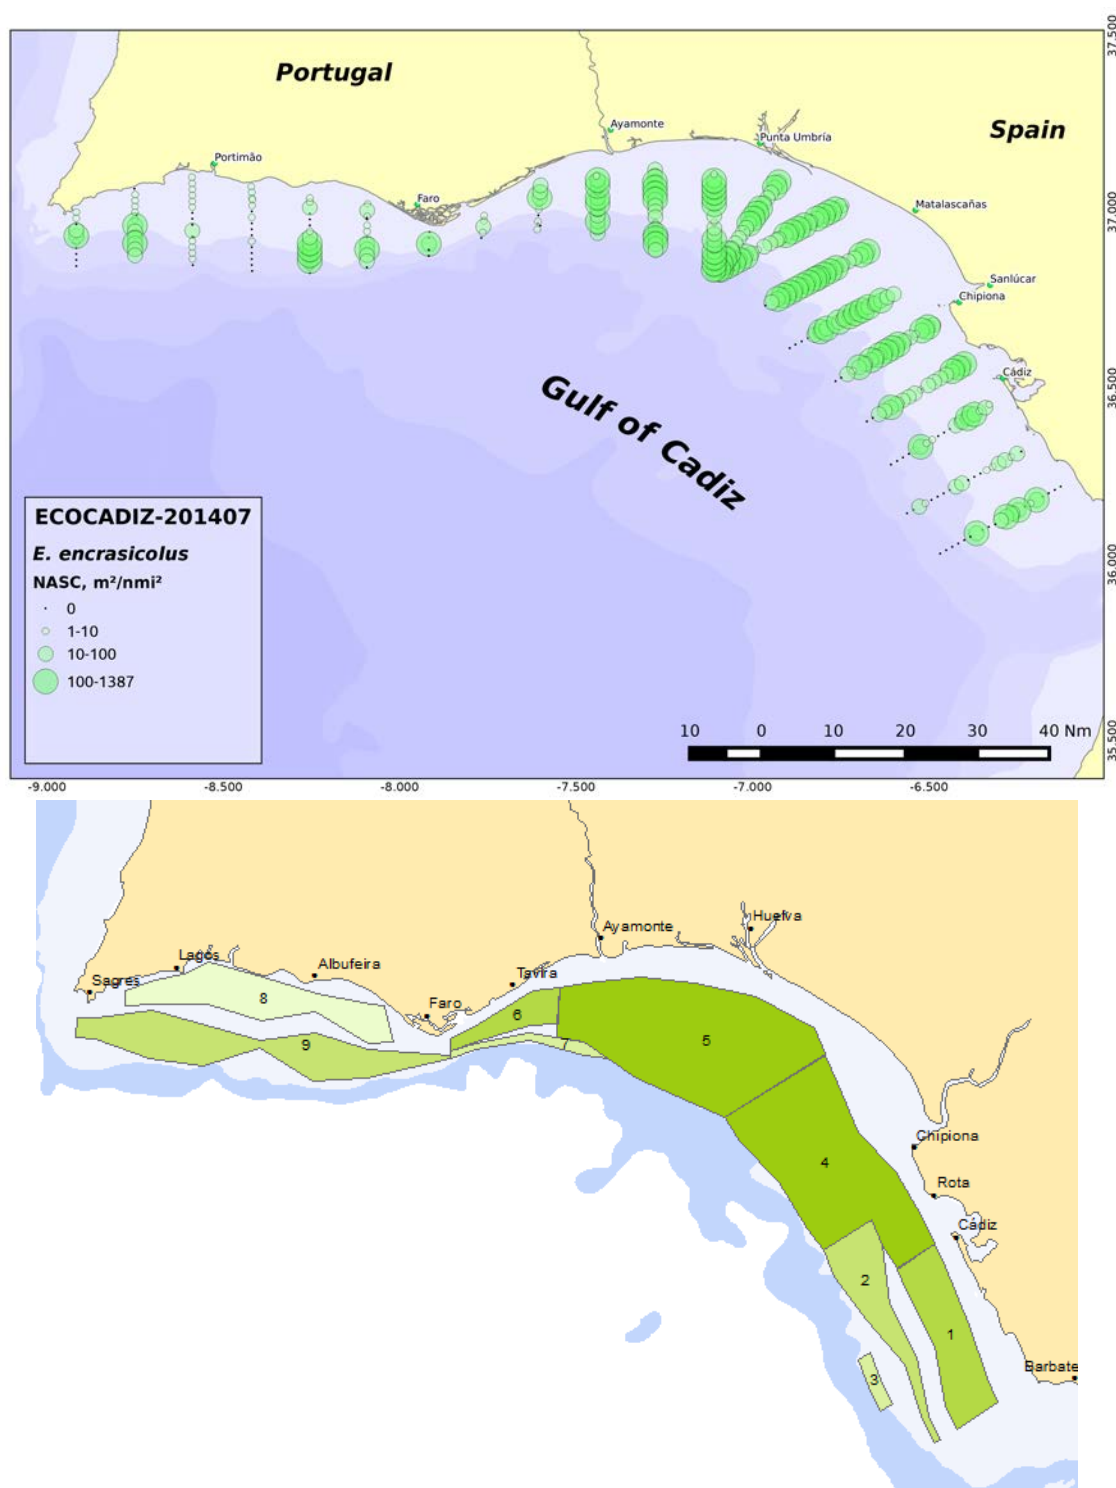 Portugal
Spain
Ayamonte
Punta Umbría
Portimão
Faro
Matalascañas
Sanlúcar
Chipiona
Cádiz
Gulf of Cadiz
ECOCADIZ-201407
E. encrasicolus
NASC, m²/nmi²
0
1-10
10-100
100-1387
10 0 10 20 30 40 Nm
37.500
37.000
36.500
36.000
35.500
-9.000 -8.500 -8.000 -7.500 -7.000 -6.500
Huelva
Ayamonte
Lagos
Albufeira
Sagres
Tavira
Faro
8
6
9
7
5
4
Chipiona
Rota
Cádiz
2
1
3
Barbate